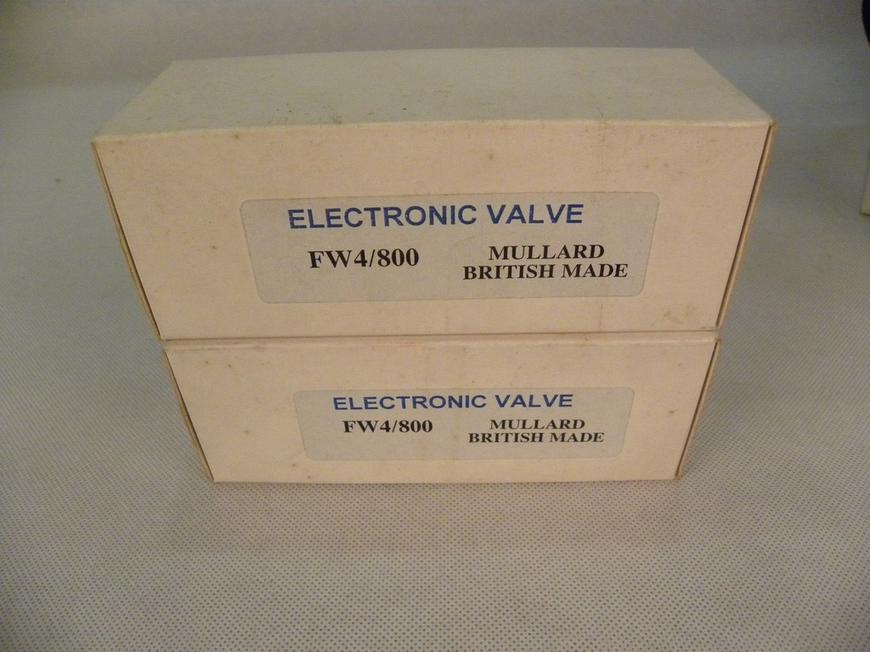 ELECTRONIC VALVE
FW4/800
MULLARD
BRITISH MADE
ELECTRONIC VALVE
FW4/800
MULLARD
BRITISH MADE